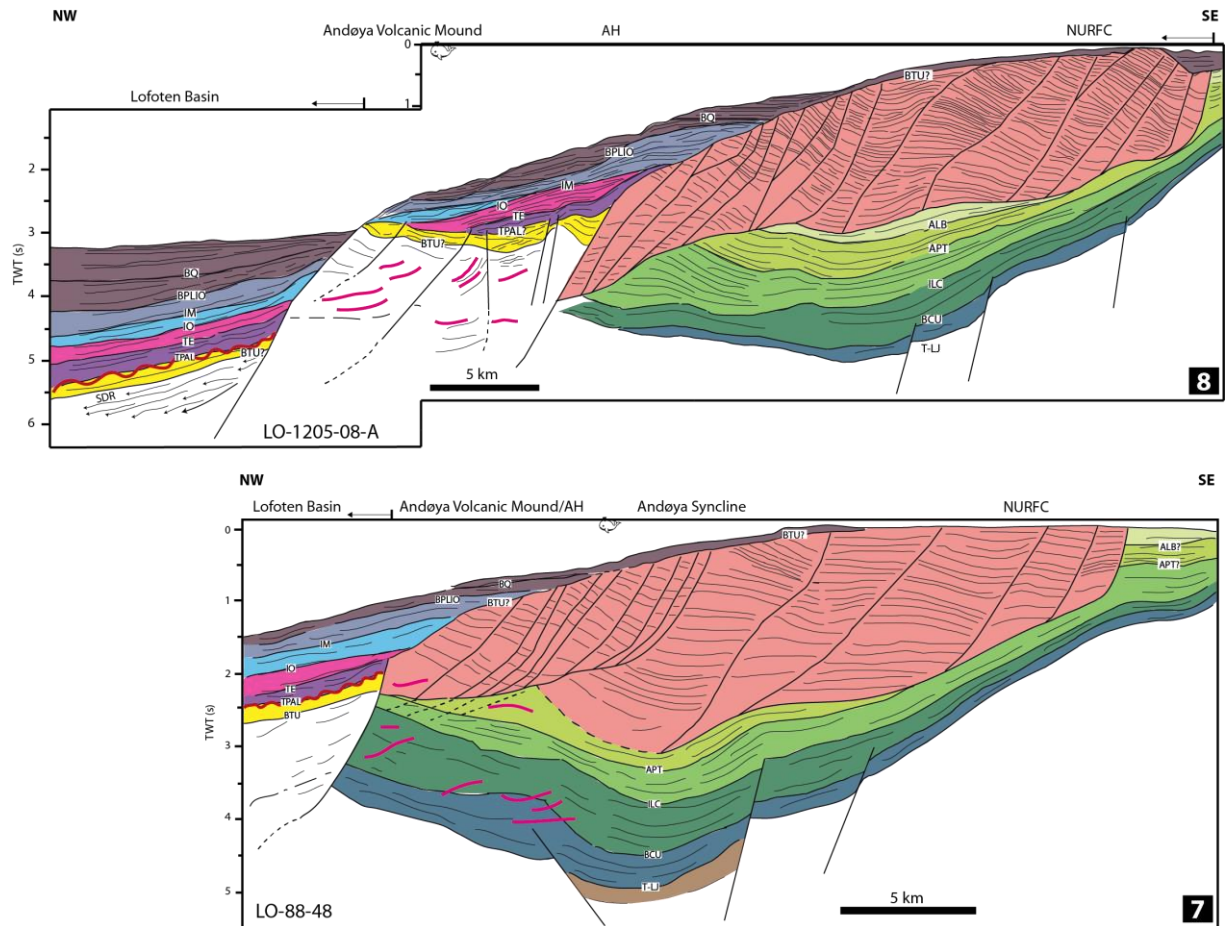 NW SE
Andøya Volcanic Mound AH NURFC
0
Lofoten Basin
1
BTU?
BQ
2
BPLIO
IM
IO
TE
3
TPAL?
ALB
BTU?
APT
TWT (s)
BQ
4
BPLIO
ILC
IM
BCU
IO
TE
T-LJ
5
TPAL
BTU?
5 km
SDR
6
LO-1205-08-A
8
NW SE
Lofoten Basin Andøya Volcanic Mound/AH Andøya Syncline NURFC
0
BTU?
ALB?
APT?
BQ
1
BPLIO
BTU?
IM
IO
2
TE
TPAL
BTU
TWT (s)
3
APT
ILC
4
BCU
T-LJ
5
5 km
LO-88-48
7